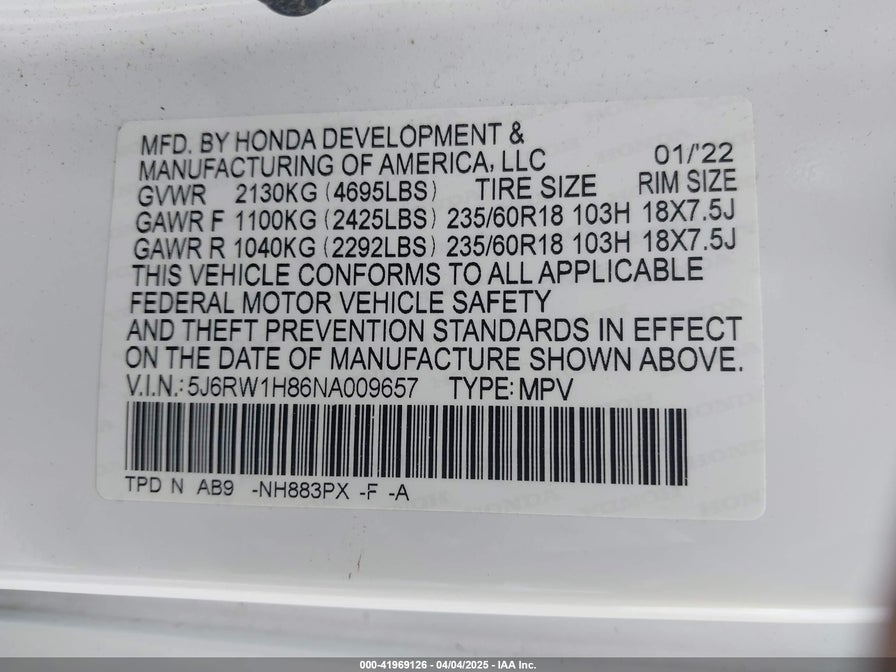 MFD. BY HONDA DEVELOPMENT &
MANUFACTURING OF AMERICA, LLC 01/'22
GVWR 2130KG (4695LBS) TIRE SIZE RIM SIZE
GAWR F 1100KG (2425LBS) 235/60R18 103H 18X7.5J
GAWR R 1040KG (2292LBS) 235/60R18 103H 18X7.5J
THIS VEHICLE CONFORMS TO ALL APPLICABLE
FEDERAL MOTOR VEHICLE SAFETY
AND THEFT PREVENTION STANDARDS IN EFFECT
ON THE DATE OF MANUFACTURE SHOWN ABOVE.
V.I.N.: 5J6RW1H86NA009657 TYPE: MPV
TPD N AB9 -NH883PX -F -A
000-41969126 - 04/04/2025 - IAA Inc.